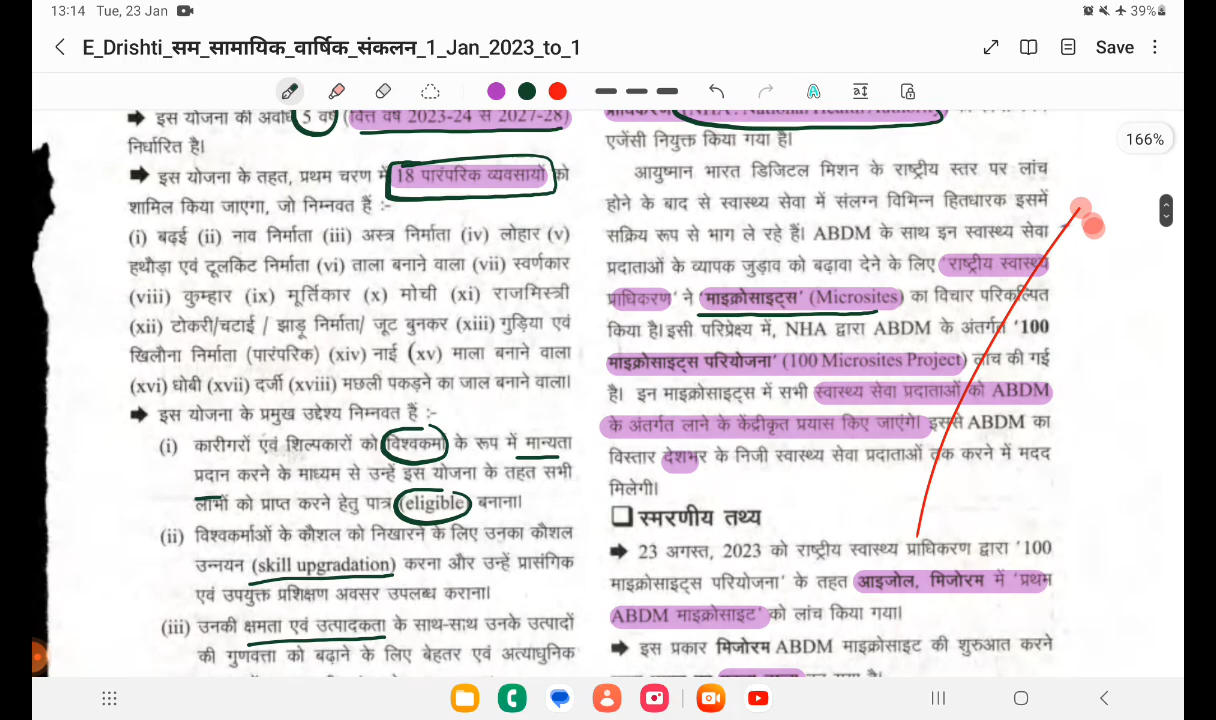 13:14 Tue, 23 Jan
39%
E_Drishti_सम_सामायिक_वार्षिक_संकलन_1_Jan_2023_to_1
Save
166%
➡ इस योजना की अवधि 5 वर्ष (वित्त वर्ष 2023-24 से 2027-28)
निर्धारित है।
➡ इस योजना के तहत, प्रथम चरण में 18 पारंपरिक व्यवसायों को
शामिल किया जाएगा, जो निम्नवत हैं :-
(i) बढ़ई (ii) नाव निर्माता (iii) अस्त्र निर्माता (iv) लोहार (v)
हथौड़ा एवं टूलकिट निर्माता (vi) ताला बनाने वाला (vii) स्वर्णकार
(viii) कुम्हार (ix) मूर्तिकार (x) मोची (xi) राजमिस्त्री
(xii) टोकरी/चटाई / झाड़ू निर्माता/ जूट बुनकर (xiii) गुड़िया एवं
खिलौना निर्माता (पारंपरिक) (xiv) नाई (xv) माला बनाने वाला
(xvi) धोबी (xvii) दर्जी (xviii) मछली पकड़ने का जाल बनाने वाला।
➡ इस योजना के प्रमुख उद्देश्य निम्नवत हैं :-
(i) कारीगरों एवं शिल्पकारों को विश्वकर्मा के रूप में मान्यता
प्रदान करने के माध्यम से उन्हें इस योजना के तहत सभी
लाभों को प्राप्त करने हेतु पात्र (eligible) बनाना।
(ii) विश्वकर्माओं के कौशल को निखारने के लिए उनका कौशल
उन्नयन (skill upgradation) करना और उन्हें प्रासंगिक
एवं उपयुक्त प्रशिक्षण अवसर उपलब्ध कराना।
(iii) उनकी क्षमता एवं उत्पादकता के साथ-साथ उनके उत्पादों
की गुणवत्ता को बढ़ाने के लिए बेहतर एवं अत्याधुनिक
एजेंसी नियुक्त किया गया है।
आयुष्मान भारत डिजिटल मिशन के राष्ट्रीय स्तर पर लांच
होने के बाद से स्वास्थ्य सेवा में संलग्न विभिन्न हितधारक इसमें
सक्रिय रूप से भाग ले रहे हैं। ABDM के साथ इन स्वास्थ्य सेवा
प्रदाताओं के व्यापक जुड़ाव को बढ़ावा देने के लिए 'राष्ट्रीय स्वास्थ्य
प्राधिकरण' ने 'माइक्रोसाइट्स' (Microsites) का विचार परिकल्पित
किया है। इसी परिप्रेक्ष्य में, NHA द्वारा ABDM के अंतर्गत '100
माइक्रोसाइट्स परियोजना' (100 Microsites Project) लांच की गई
है। इन माइक्रोसाइट्स में सभी स्वास्थ्य सेवा प्रदाताओं को ABDM
के अंतर्गत लाने के केंद्रीकृत प्रयास किए जाएंगे। इससे ABDM का
विस्तार देशभर के निजी स्वास्थ्य सेवा प्रदाताओं तक करने में मदद
मिलेगी।
❑ स्मरणीय तथ्य
➡ 23 अगस्त, 2023 को राष्ट्रीय स्वास्थ्य प्राधिकरण द्वारा '100
माइक्रोसाइट्स परियोजना' के तहत आइजोल, मिजोरम में 'प्रथम
ABDM माइक्रोसाइट' को लांच किया गया।
➡ इस प्रकार मिजोरम ABDM माइक्रोसाइट की शुरुआत करने